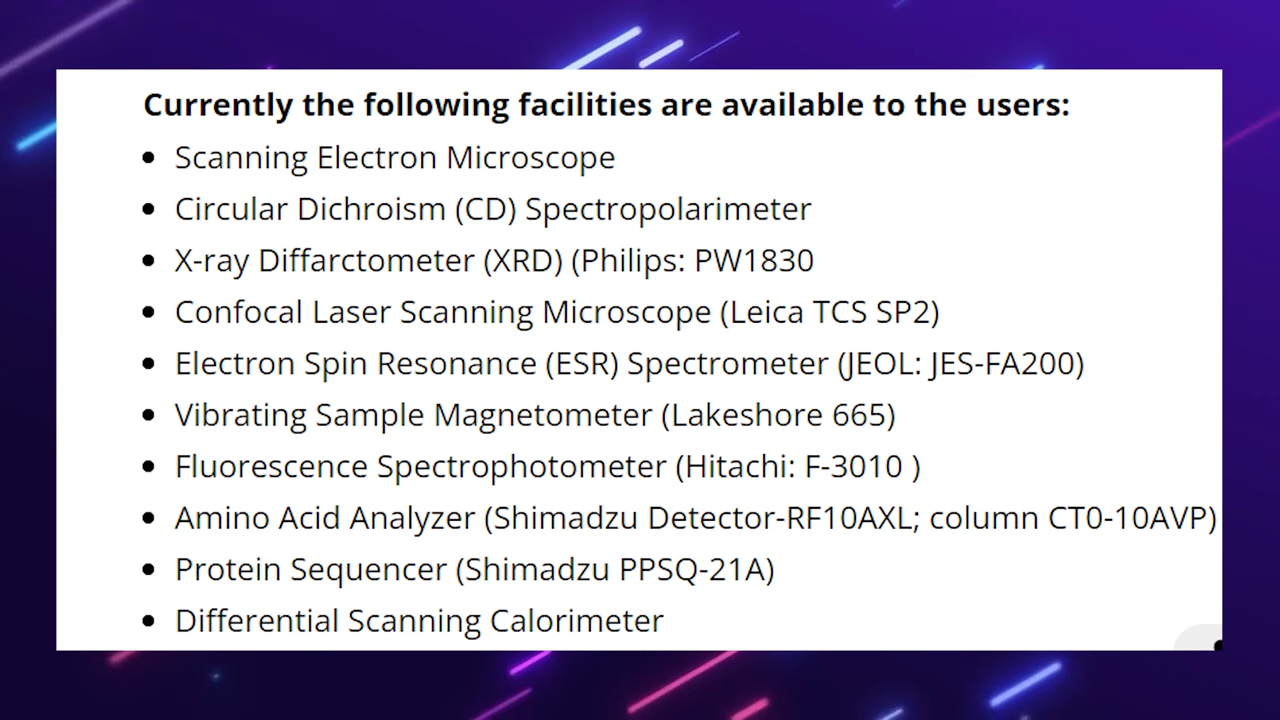 Currently the following facilities are available to the users:
• Scanning Electron Microscope
• Circular Dichroism (CD) Spectropolarimeter
• X-ray Diffarctometer (XRD) (Philips: PW1830
• Confocal Laser Scanning Microscope (Leica TCS SP2)
• Electron Spin Resonance (ESR) Spectrometer (JEOL: JES-FA200)
• Vibrating Sample Magnetometer (Lakeshore 665)
• Fluorescence Spectrophotometer (Hitachi: F-3010 )
• Amino Acid Analyzer (Shimadzu Detector-RF10AXL; column CT0-10AVP)
• Protein Sequencer (Shimadzu PPSQ-21A)
• Differential Scanning Calorimeter